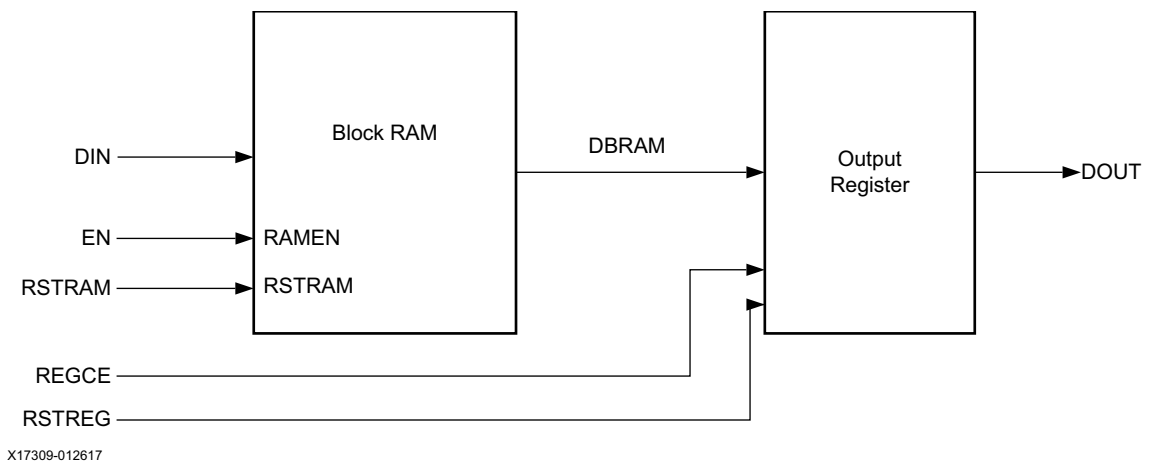 Block RAM
DIN
DBRAM
Output
Register
DOUT
EN
RAMEN
RSTRAM
RSTRAM
REGCE
RSTREG
X17309-012617